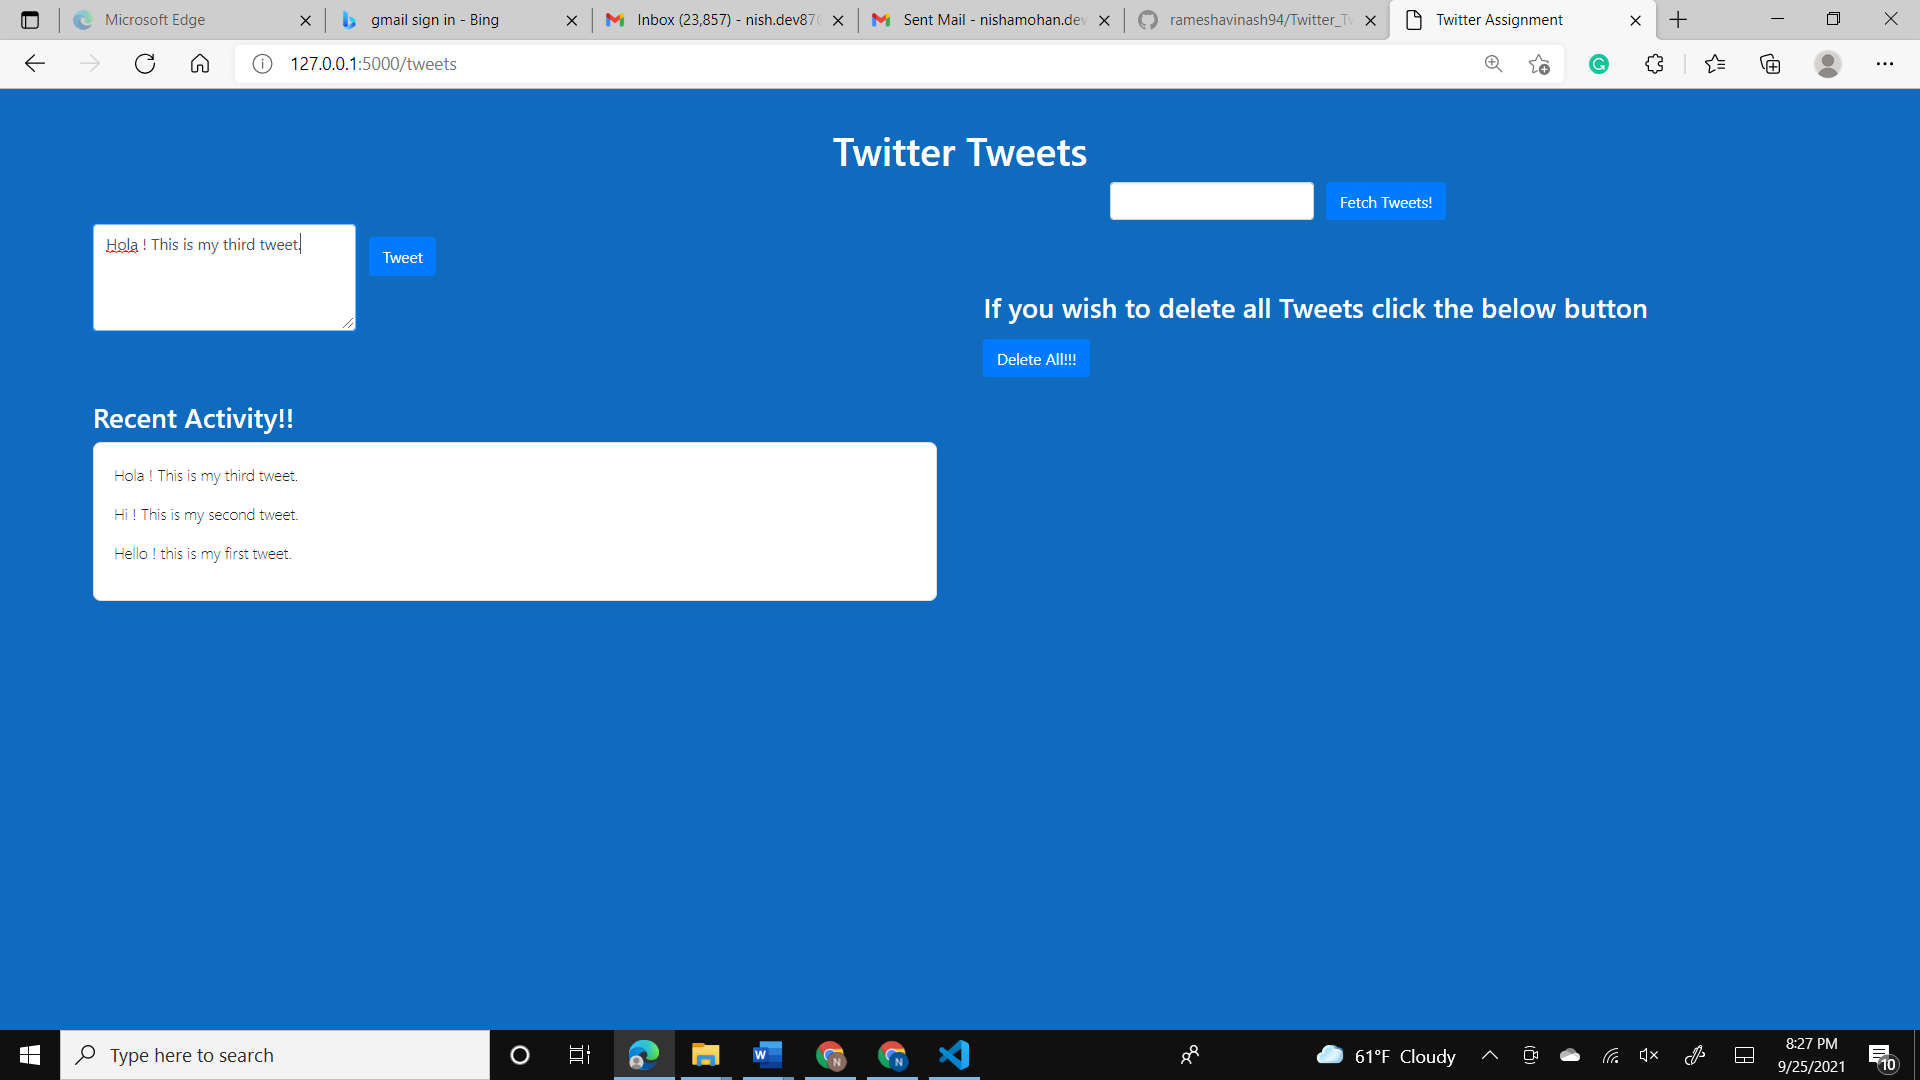 Microsoft Edge
gmail sign in - Bing
Inbox (23,857) - nish.dev87
Sent Mail - nishamohan.dev
rameshavinash94/Twitter_Tw
Twitter Assignment
127.0.0.1:5000/tweets
Twitter Tweets
Fetch Tweets!
Hola ! This is my third tweet.
Tweet
If you wish to delete all Tweets click the below button
Delete All!!!
Recent Activity!!
Hola ! This is my third tweet.
Hi ! This is my second tweet.
Hello ! this is my first tweet.
Type here to search
61°F Cloudy
8:27 PM
9/25/2021
10